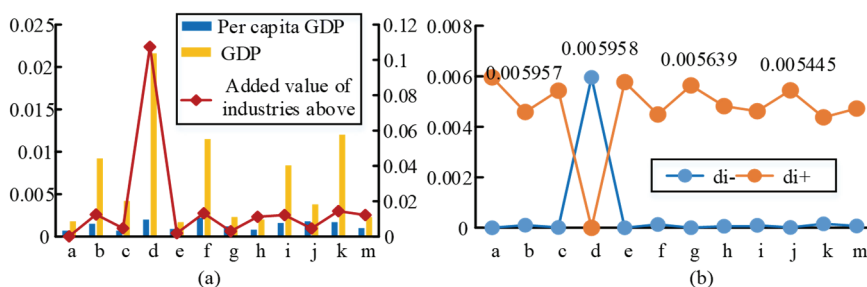 0.025
0.02
0.015
0.01
0.005
0
0.12
0.1
0.08
0.06
0.04
0.02
0
Per capita GDP
GDP
Added value of
industries above
a b c d e f g h i j k m
(a)
0.008
0.006
0.004
0.002
0
0.005957
0.005958
0.005639
0.005445
di- di+
a b c d e f g h i j k m
(b)